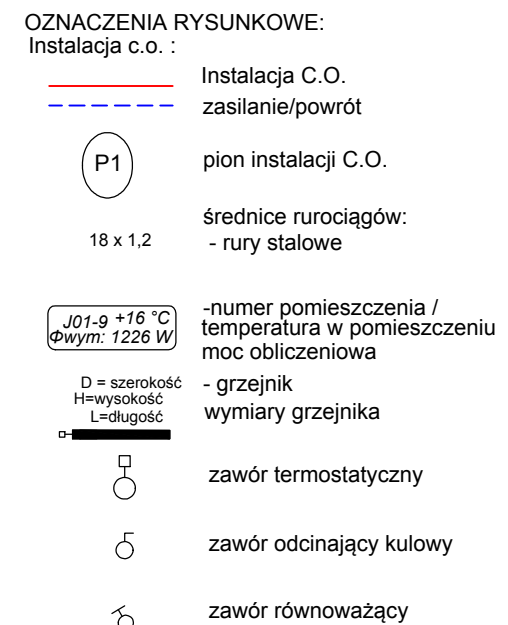 OZNACZENIA RYSUNKOWE:
Instalacja c.o. :
Instalacja C.O.
zasilanie/powrót
P1
pion instalacji C.O.
średnice rurociągów:
18 x 1,2
- rury stalowe
J01-9 +16 °C
Φwym: 1226 W
-numer pomieszczenia /
temperatura w pomieszczeniu
moc obliczeniowa
D = szerokość
H=wysokość
L=długość
- grzejnik
wymiary grzejnika
zawór termostatyczny
zawór odcinający kulowy
zawór równoważący